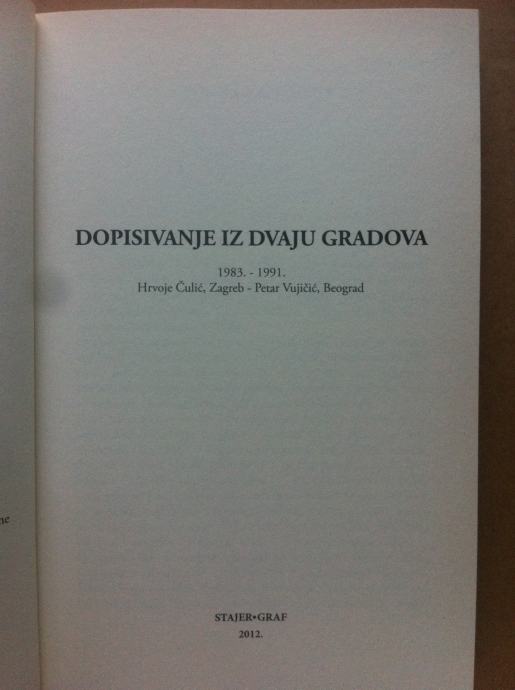 DOPISIVANJE IZ DVAJU GRADOVA
1983. - 1991.
Hrvoje Čulić, Zagreb - Petar Vujičić, Beograd
STAJER•GRAF
2012.